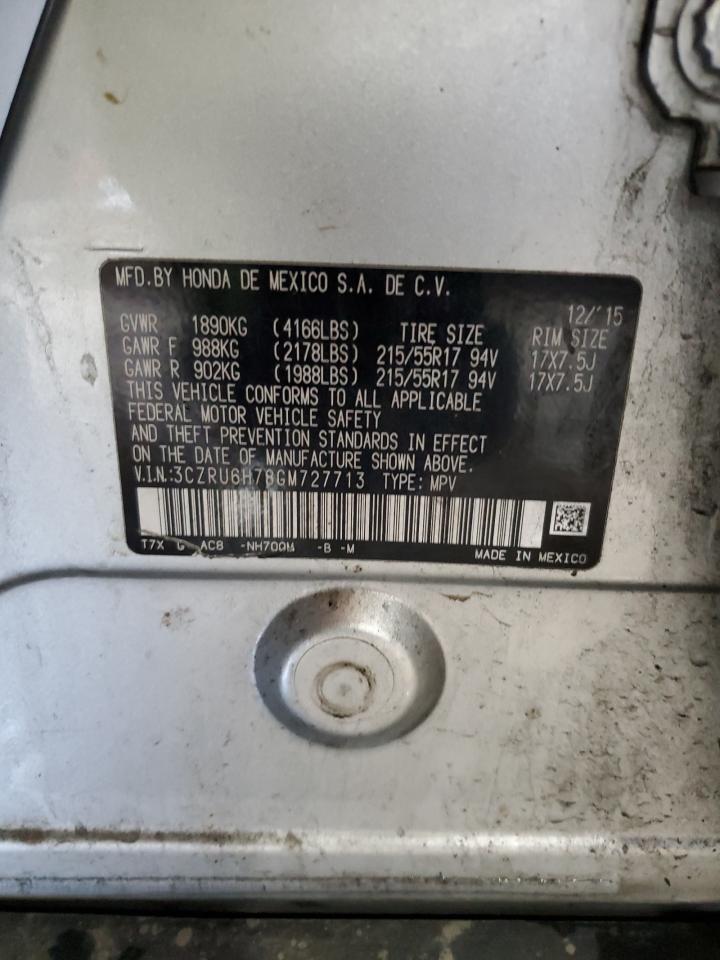 MFD.BY HONDA DE MEXICO S.A. DE C.V.
12/'15
GVWR 1890KG (4166LBS) TIRE SIZE RIM SIZE
GAWR F 988KG (2178LBS) 215/55R17 94V 17X7.5J
GAWR R 902KG (1988LBS) 215/55R17 94V 17X7.5J
THIS VEHICLE CONFORMS TO ALL APPLICABLE
FEDERAL MOTOR VEHICLE SAFETY
AND THEFT PREVENTION STANDARDS IN EFFECT
ON THE DATE OF MANUFACTURE SHOWN ABOVE.
V.I.N.:3CZRU6H78GM727713 TYPE: MPV
T7X G AC8 -NH700M -B -M MADE IN MEXICO